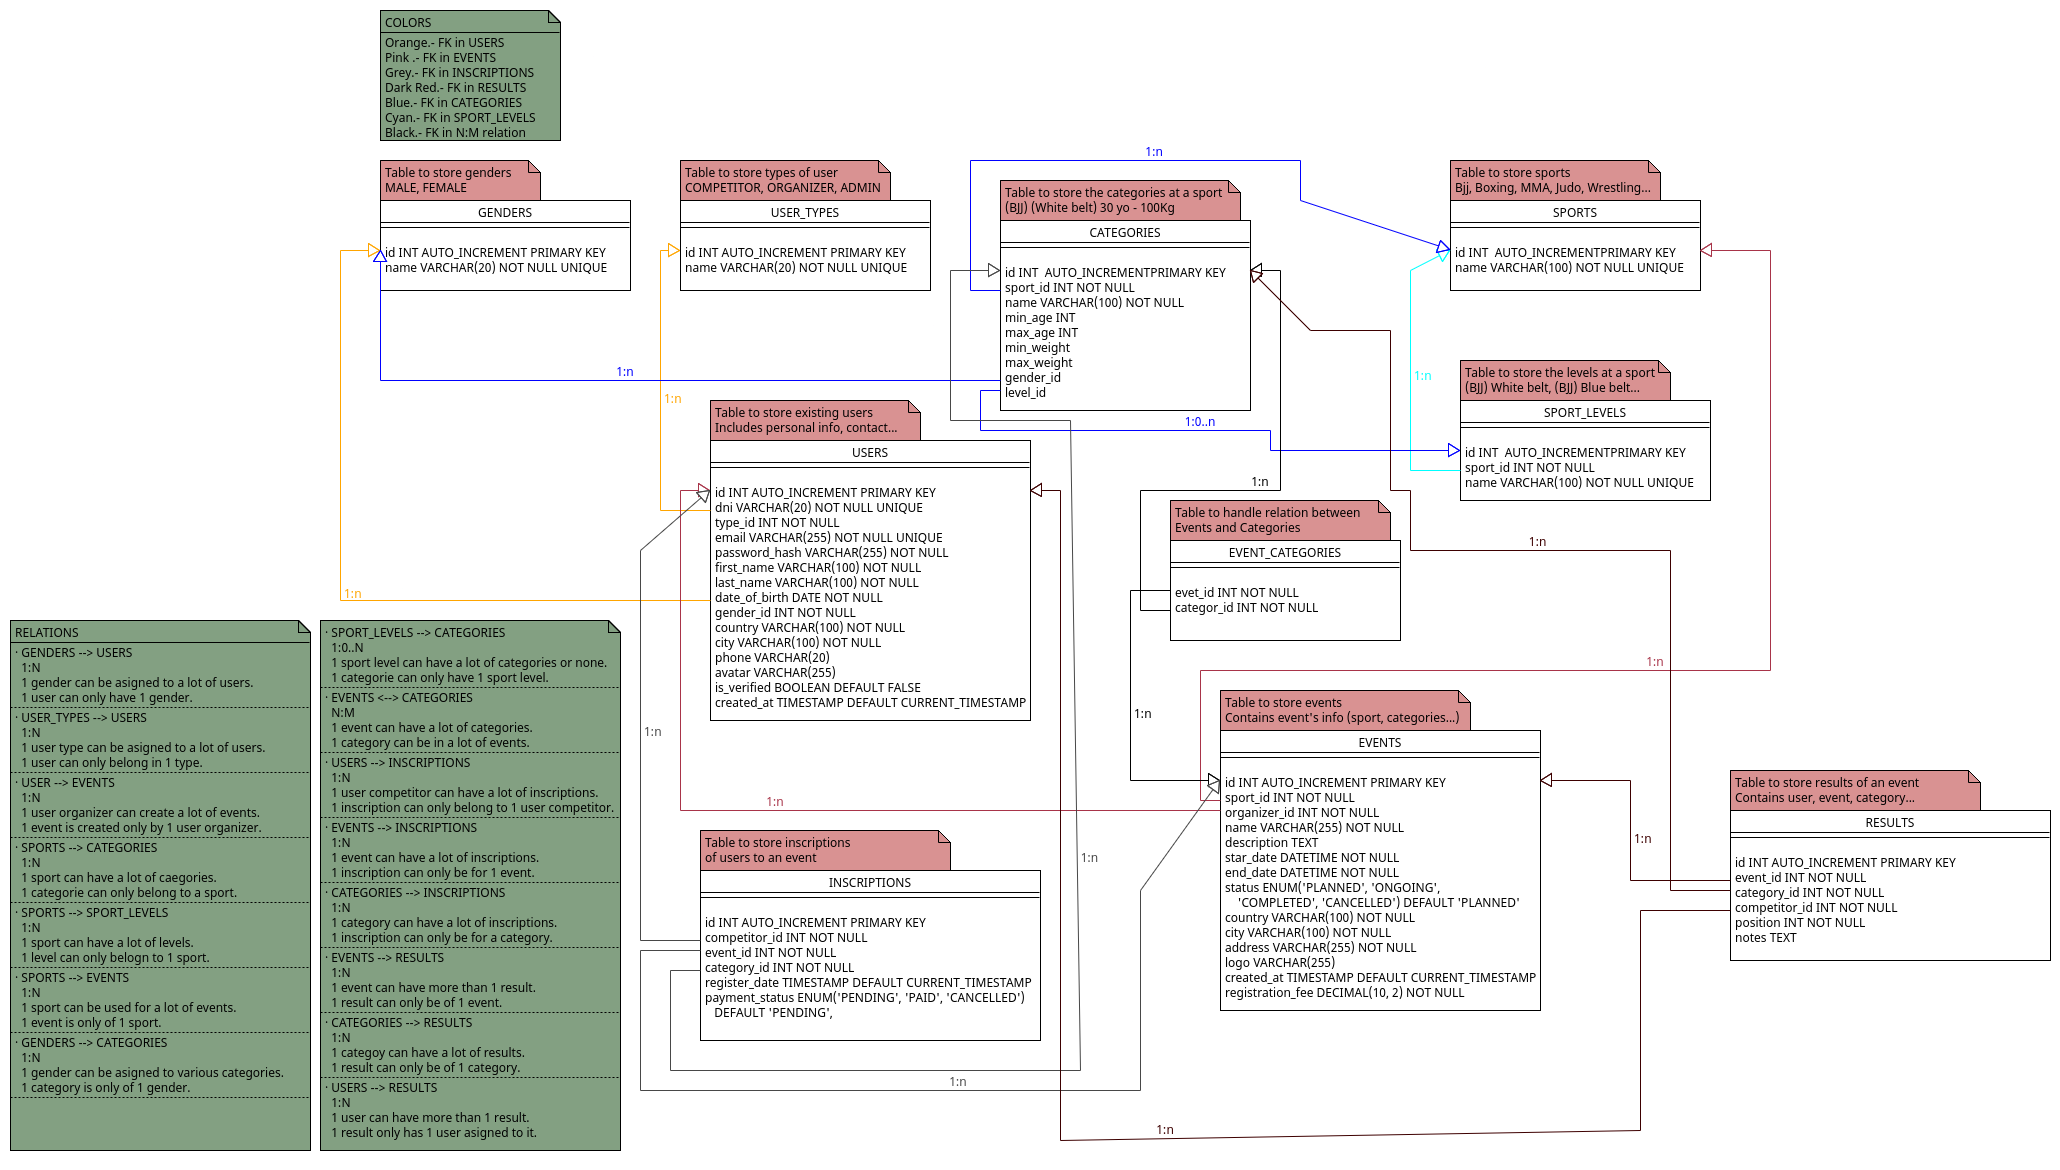 COLORS
Orange.- FK in USERS
Pink .- FK in EVENTS
Grey.- FK in INSCRIPTIONS
Dark Red.- FK in RESULTS
Blue.- FK in CATEGORIES
Cyan.- FK in SPORT_LEVELS
Black.- FK in N:M relation
Table to store genders
MALE, FEMALE
GENDERS
id INT AUTO_INCREMENT PRIMARY KEY
name VARCHAR(20) NOT NULL UNIQUE
Table to store types of user
COMPETITOR, ORGANIZER, ADMIN
USER_TYPES
id INT AUTO_INCREMENT PRIMARY KEY
name VARCHAR(20) NOT NULL UNIQUE
1:n
Table to store the categories at a sport
(BJJ) (White belt) 30 yo - 100Kg
CATEGORIES
id INT  AUTO_INCREMENTPRIMARY KEY
sport_id INT NOT NULL
name VARCHAR(100) NOT NULL
min_age INT
max_age INT
min_weight
max_weight
gender_id
level_id
Table to store sports
Bjj, Boxing, MMA, Judo, Wrestling...
SPORTS
id INT  AUTO_INCREMENTPRIMARY KEY
name VARCHAR(100) NOT NULL UNIQUE
1:n
1:n
1:n
1:0..n
Table to store the levels at a sport
(BJJ) White belt, (BJJ) Blue belt...
SPORT_LEVELS
id INT  AUTO_INCREMENTPRIMARY KEY
sport_id INT NOT NULL
name VARCHAR(100) NOT NULL UNIQUE
Table to store existing users
Includes personal info, contact...
USERS
id INT AUTO_INCREMENT PRIMARY KEY
dni VARCHAR(20) NOT NULL UNIQUE
type_id INT NOT NULL
email VARCHAR(255) NOT NULL UNIQUE
password_hash VARCHAR(255) NOT NULL
first_name VARCHAR(100) NOT NULL
last_name VARCHAR(100) NOT NULL
date_of_birth DATE NOT NULL
gender_id INT NOT NULL
country VARCHAR(100) NOT NULL
city VARCHAR(100) NOT NULL
phone VARCHAR(20)
avatar VARCHAR(255)
is_verified BOOLEAN DEFAULT FALSE
created_at TIMESTAMP DEFAULT CURRENT_TIMESTAMP
1:n
1:n
Table to handle relation between
Events and Categories
EVENT_CATEGORIES
evet_id INT NOT NULL
categor_id INT NOT NULL
1:n
1:n
1:n
1:n
RELATIONS
· GENDERS --> USERS
1:N
1 gender can be asigned to a lot of users.
1 user can only have 1 gender.
· USER_TYPES --> USERS
1:N
1 user type can be asigned to a lot of users.
1 user can only belong in 1 type.
· USER --> EVENTS
1:N
1 user organizer can create a lot of events.
1 event is created only by 1 user organizer.
· SPORTS --> CATEGORIES
1:N
1 sport can have a lot of caegories.
1 categorie can only belong to a sport.
· SPORTS --> SPORT_LEVELS
1:N
1 sport can have a lot of levels.
1 level can only belogn to 1 sport.
· SPORTS --> EVENTS
1:N
1 sport can be used for a lot of events.
1 event is only of 1 sport.
· GENDERS --> CATEGORIES
1:N
1 gender can be asigned to various categories.
1 category is only of 1 gender.
· SPORT_LEVELS --> CATEGORIES
1:0..N
1 sport level can have a lot of categories or none.
1 categorie can only have 1 sport level.
· EVENTS <--> CATEGORIES
N:M
1 event can have a lot of categories.
1 category can be in a lot of events.
· USERS --> INSCRIPTIONS
1:N
1 user competitor can have a lot of inscriptions.
1 inscription can only belong to 1 user competitor.
· EVENTS --> INSCRIPTIONS
1:N
1 event can have a lot of inscriptions.
1 inscription can only be for 1 event.
· CATEGORIES --> INSCRIPTIONS
1:N
1 category can have a lot of inscriptions.
1 inscription can only be for a category.
· EVENTS --> RESULTS
1:N
1 event can have more than 1 result.
1 result can only be of 1 event.
· CATEGORIES --> RESULTS
1:N
1 categoy can have a lot of results.
1 result can only be of 1 category.
· USERS --> RESULTS
1:N
1 user can have more than 1 result.
1 result only has 1 user asigned to it.
1:n
1:n
Table to store inscriptions
of users to an event
INSCRIPTIONS
id INT AUTO_INCREMENT PRIMARY KEY
competitor_id INT NOT NULL
event_id INT NOT NULL
category_id INT NOT NULL
register_date TIMESTAMP DEFAULT CURRENT_TIMESTAMP
payment_status ENUM('PENDING', 'PAID', 'CANCELLED')
DEFAULT 'PENDING',
1:n
1:n
Table to store events
Contains event's info (sport, categories...)
EVENTS
id INT AUTO_INCREMENT PRIMARY KEY
sport_id INT NOT NULL
organizer_id INT NOT NULL
name VARCHAR(255) NOT NULL
description TEXT
star_date DATETIME NOT NULL
end_date DATETIME NOT NULL
status ENUM('PLANNED', 'ONGOING',
'COMPLETED', 'CANCELLED') DEFAULT 'PLANNED'
country VARCHAR(100) NOT NULL
city VARCHAR(100) NOT NULL
address VARCHAR(255) NOT NULL
logo VARCHAR(255)
created_at TIMESTAMP DEFAULT CURRENT_TIMESTAMP
registration_fee DECIMAL(10, 2) NOT NULL
1:n
Table to store results of an event
Contains user, event, category...
RESULTS
id INT AUTO_INCREMENT PRIMARY KEY
event_id INT NOT NULL
category_id INT NOT NULL
competitor_id INT NOT NULL
position INT NOT NULL
notes TEXT
1:n